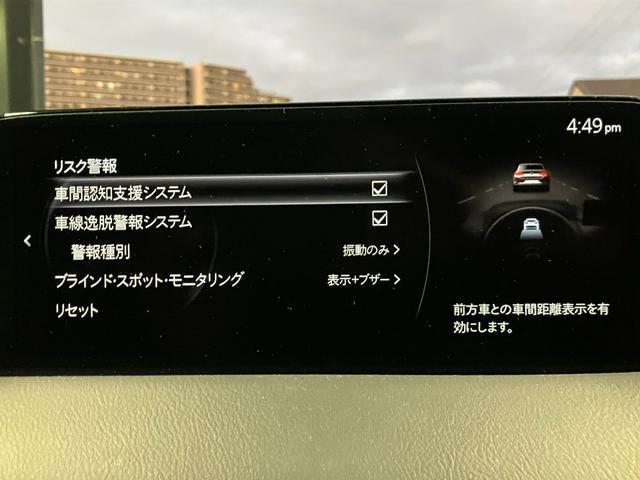 4:49 pm
リスク警報
車間認知支援システム
車線逸脱警報システム
警報種別 振動のみ
ブラインド・スポット・モニタリング 表示+ブザー
リセット
前方車との車間距離表示を有
効にします。